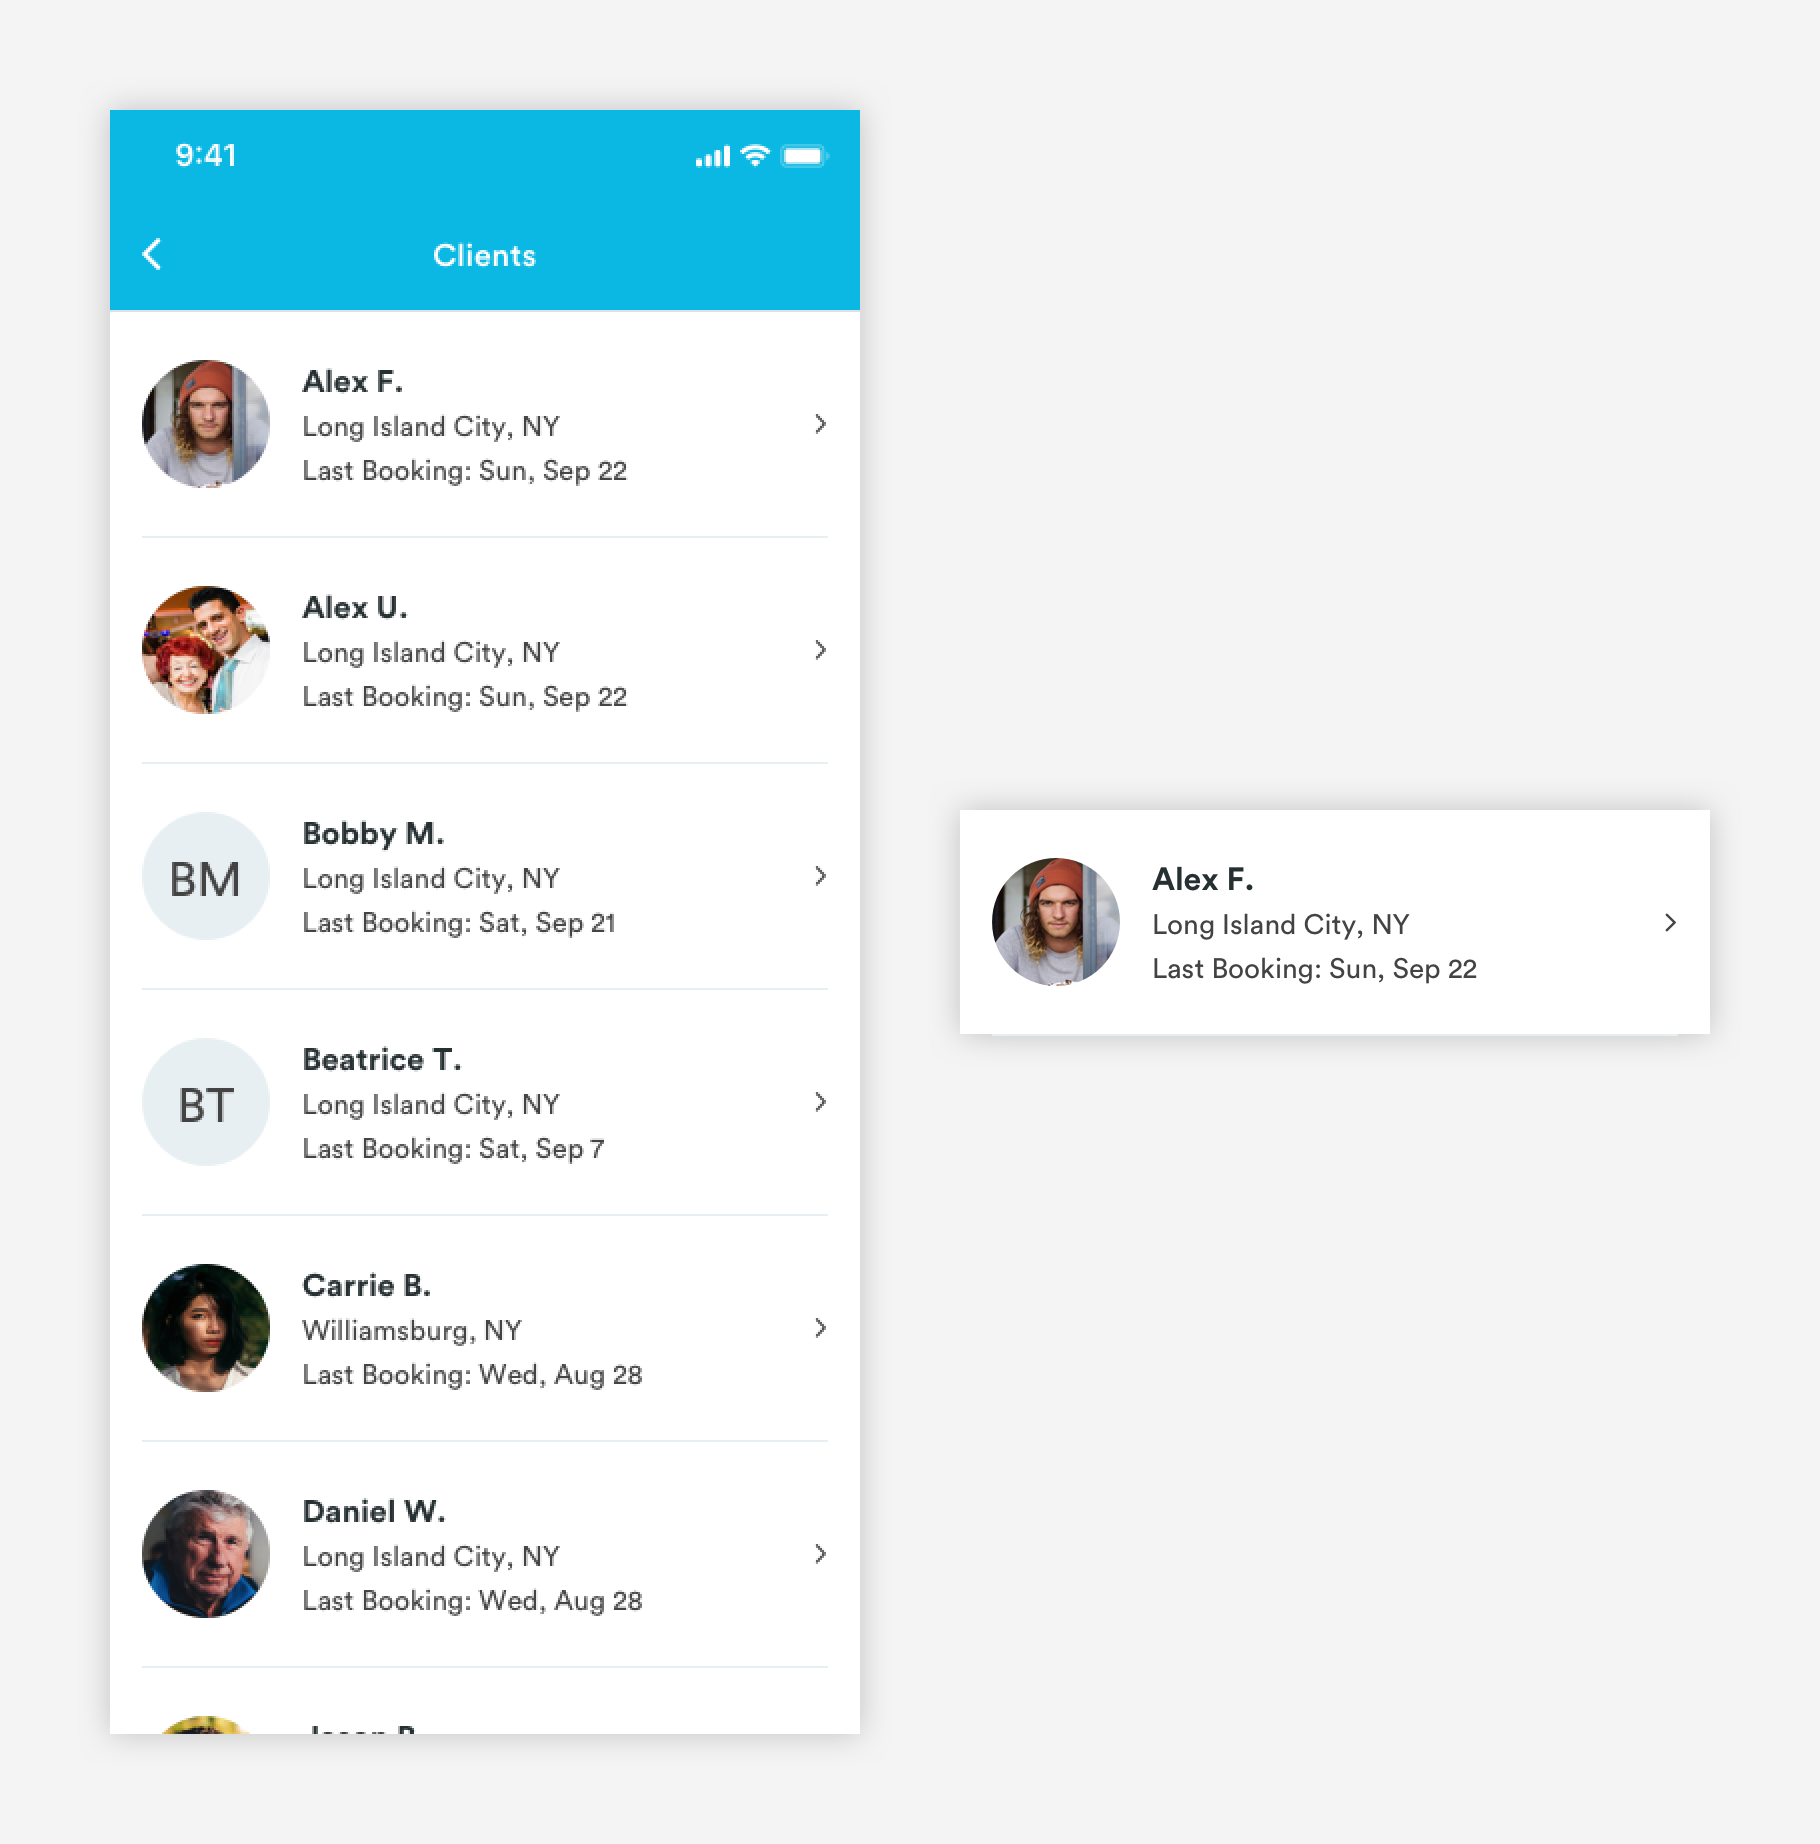 9:41
Clients
Alex F.
Long Island City, NY
Last Booking: Sun, Sep 22
Alex U.
Long Island City, NY
Last Booking: Sun, Sep 22
BM
Bobby M.
Long Island City, NY
Last Booking: Sat, Sep 21
BT
Beatrice T.
Long Island City, NY
Last Booking: Sat, Sep 7
Carrie B.
Williamsburg, NY
Last Booking: Wed, Aug 28
Daniel W.
Long Island City, NY
Last Booking: Wed, Aug 28
Alex F.
Long Island City, NY
Last Booking: Sun, Sep 22